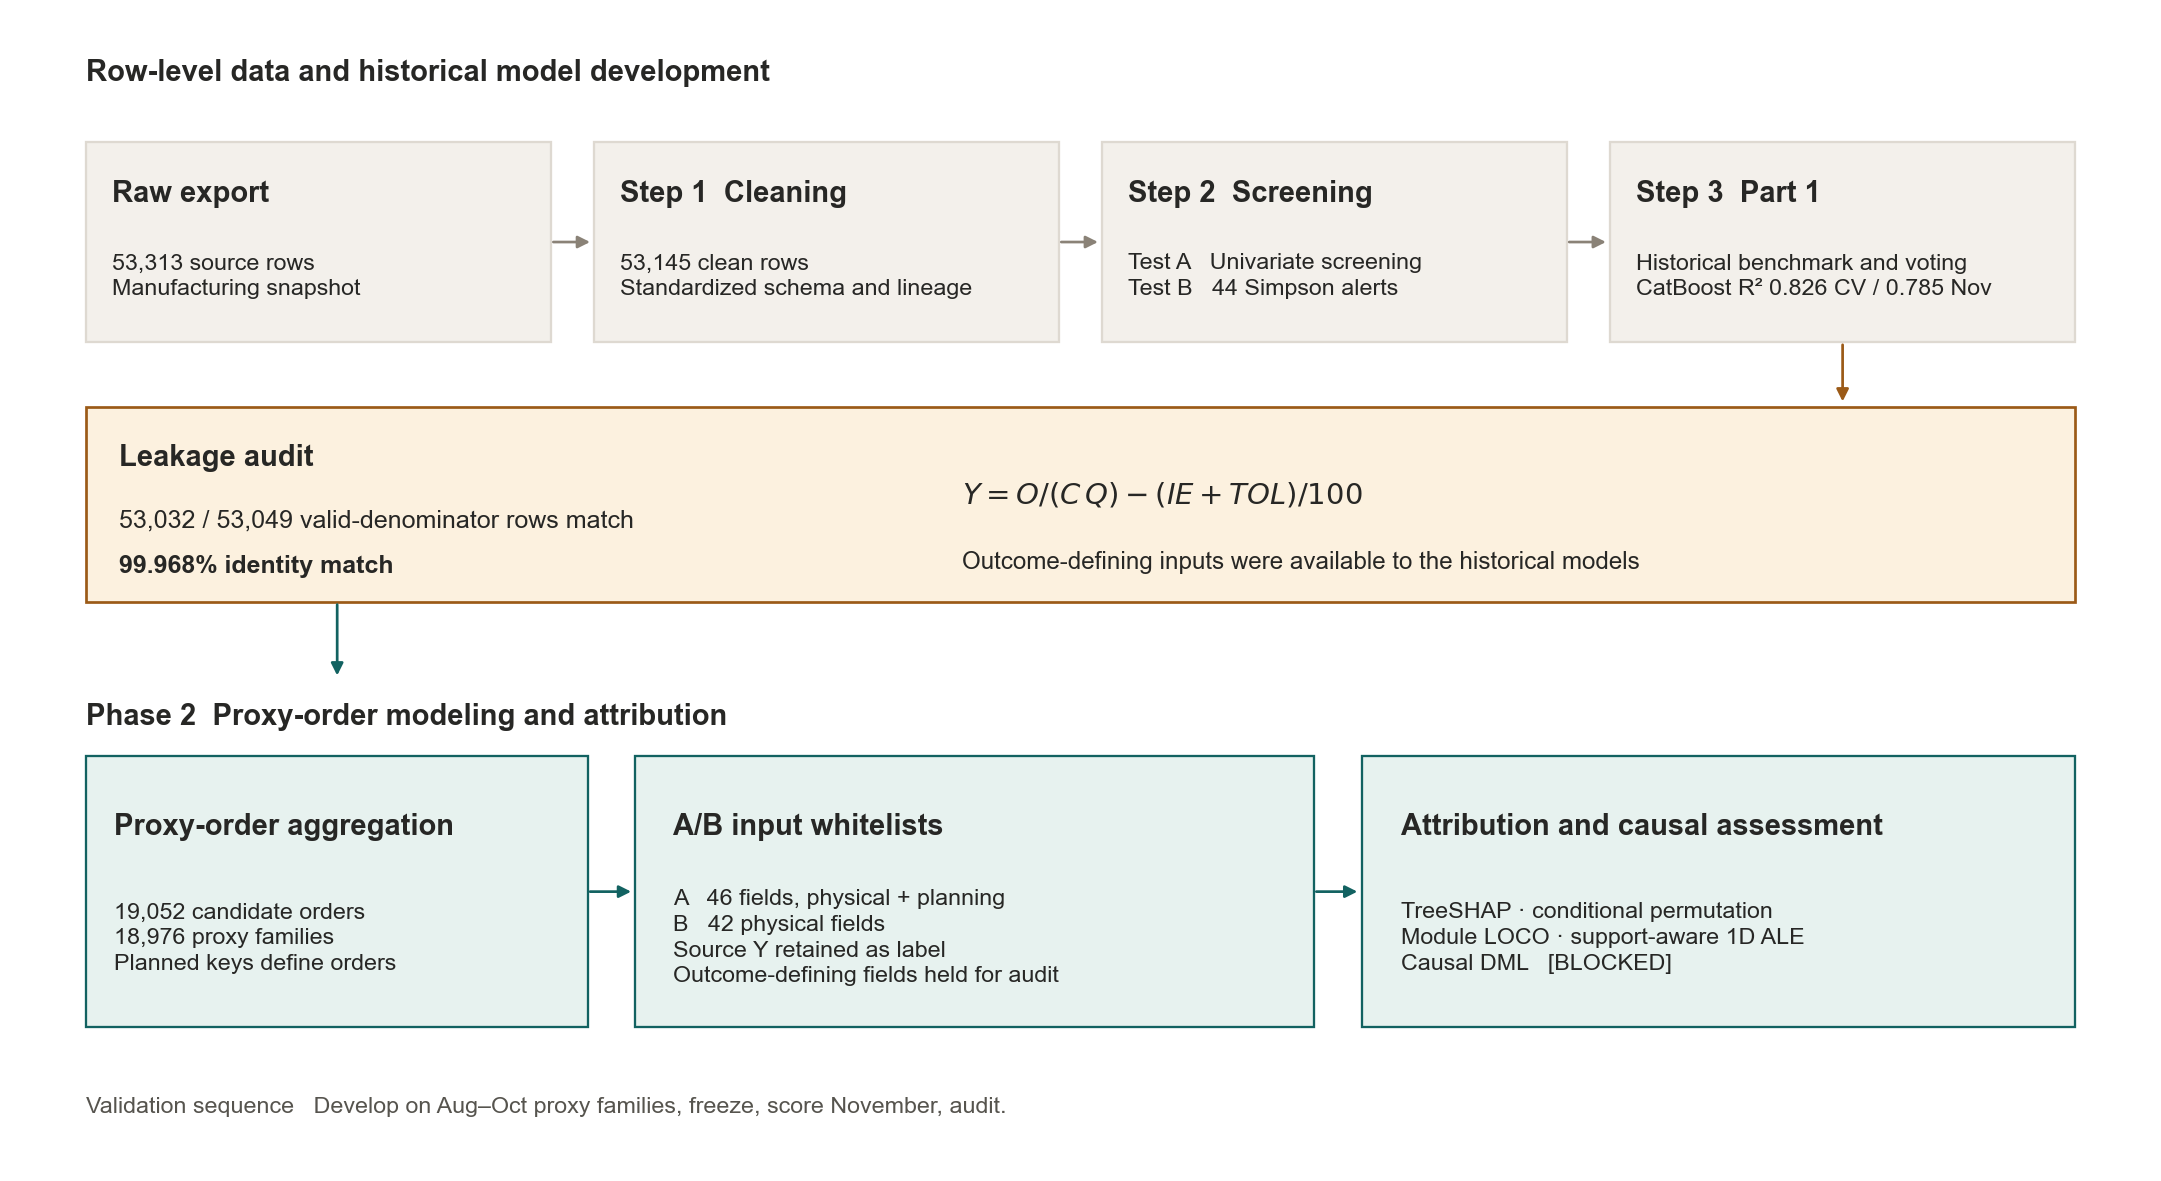 Row-level data and historical model development
Raw export
53,313 source rows
Manufacturing snapshot
Step 1  Cleaning
53,145 clean rows
Standardized schema and lineage
Step 2  Screening
Test A   Univariate screening
Test B   44 Simpson alerts
Step 3  Part 1
Historical benchmark and voting
CatBoost R² 0.826 CV / 0.785 Nov
Leakage audit
53,032 / 53,049 valid-denominator rows match
99.968% identity match
Y = O/(C Q) − (IE + TOL)/100
Outcome-defining inputs were available to the historical models
Phase 2  Proxy-order modeling and attribution
Proxy-order aggregation
19,052 candidate orders
18,976 proxy families
Planned keys define orders
A/B input whitelists
A   46 fields, physical + planning
B   42 physical fields
Source Y retained as label
Outcome-defining fields held for audit
Attribution and causal assessment
TreeSHAP · conditional permutation
Module LOCO · support-aware 1D ALE
Causal DML   [BLOCKED]
Validation sequence   Develop on Aug–Oct proxy families, freeze, score November, audit.